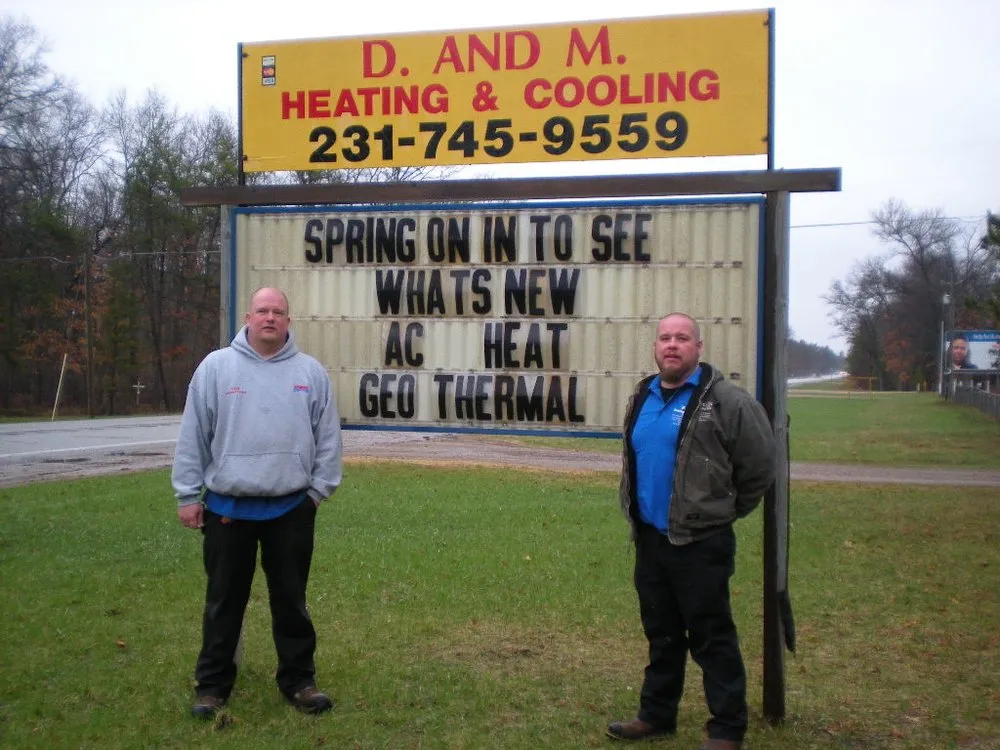 D. AND M.
HEATING & COOLING
231-745-9559
SPRING ON IN TO SEE
WHATS NEW
AC HEAT
GEO THERMAL